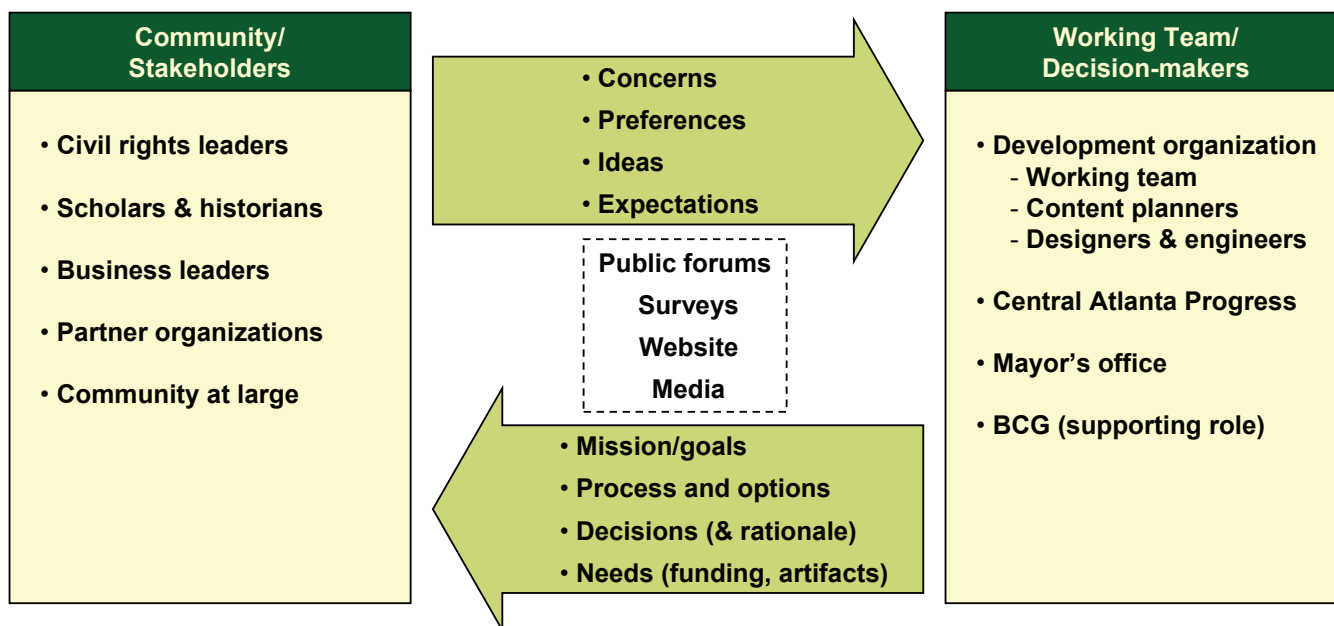 Community/
Stakeholders
• Civil rights leaders
• Scholars & historians
• Business leaders
• Partner organizations
• Community at large
• Concerns
• Preferences
• Ideas
• Expectations
Public forums
Surveys
Website
Media
• Mission/goals
• Process and options
• Decisions (& rationale)
• Needs (funding, artifacts)
Working Team/
Decision-makers
• Development organization
- Working team
- Content planners
- Designers & engineers
• Central Atlanta Progress
• Mayor’s office
• BCG (supporting role)